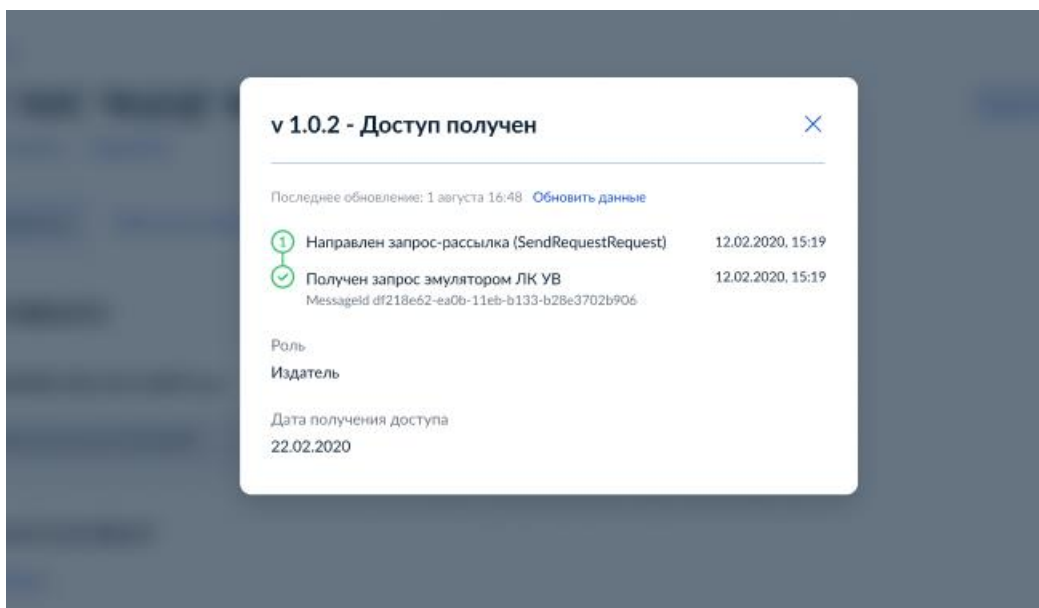 v 1.0.2 - Доступ получен
Последнее обновление: 1 августа 16:48 Обновить данные
1 Направлен запрос-рассылка (SendRequestRequest) 12.02.2020, 15:19
Получен запрос эмулятором ЛК УВ 12.02.2020, 15:19
MessageId df218e62-ea0b-11eb-b133-b28e3702b906
Роль
Издатель
Дата получения доступа
22.02.2020